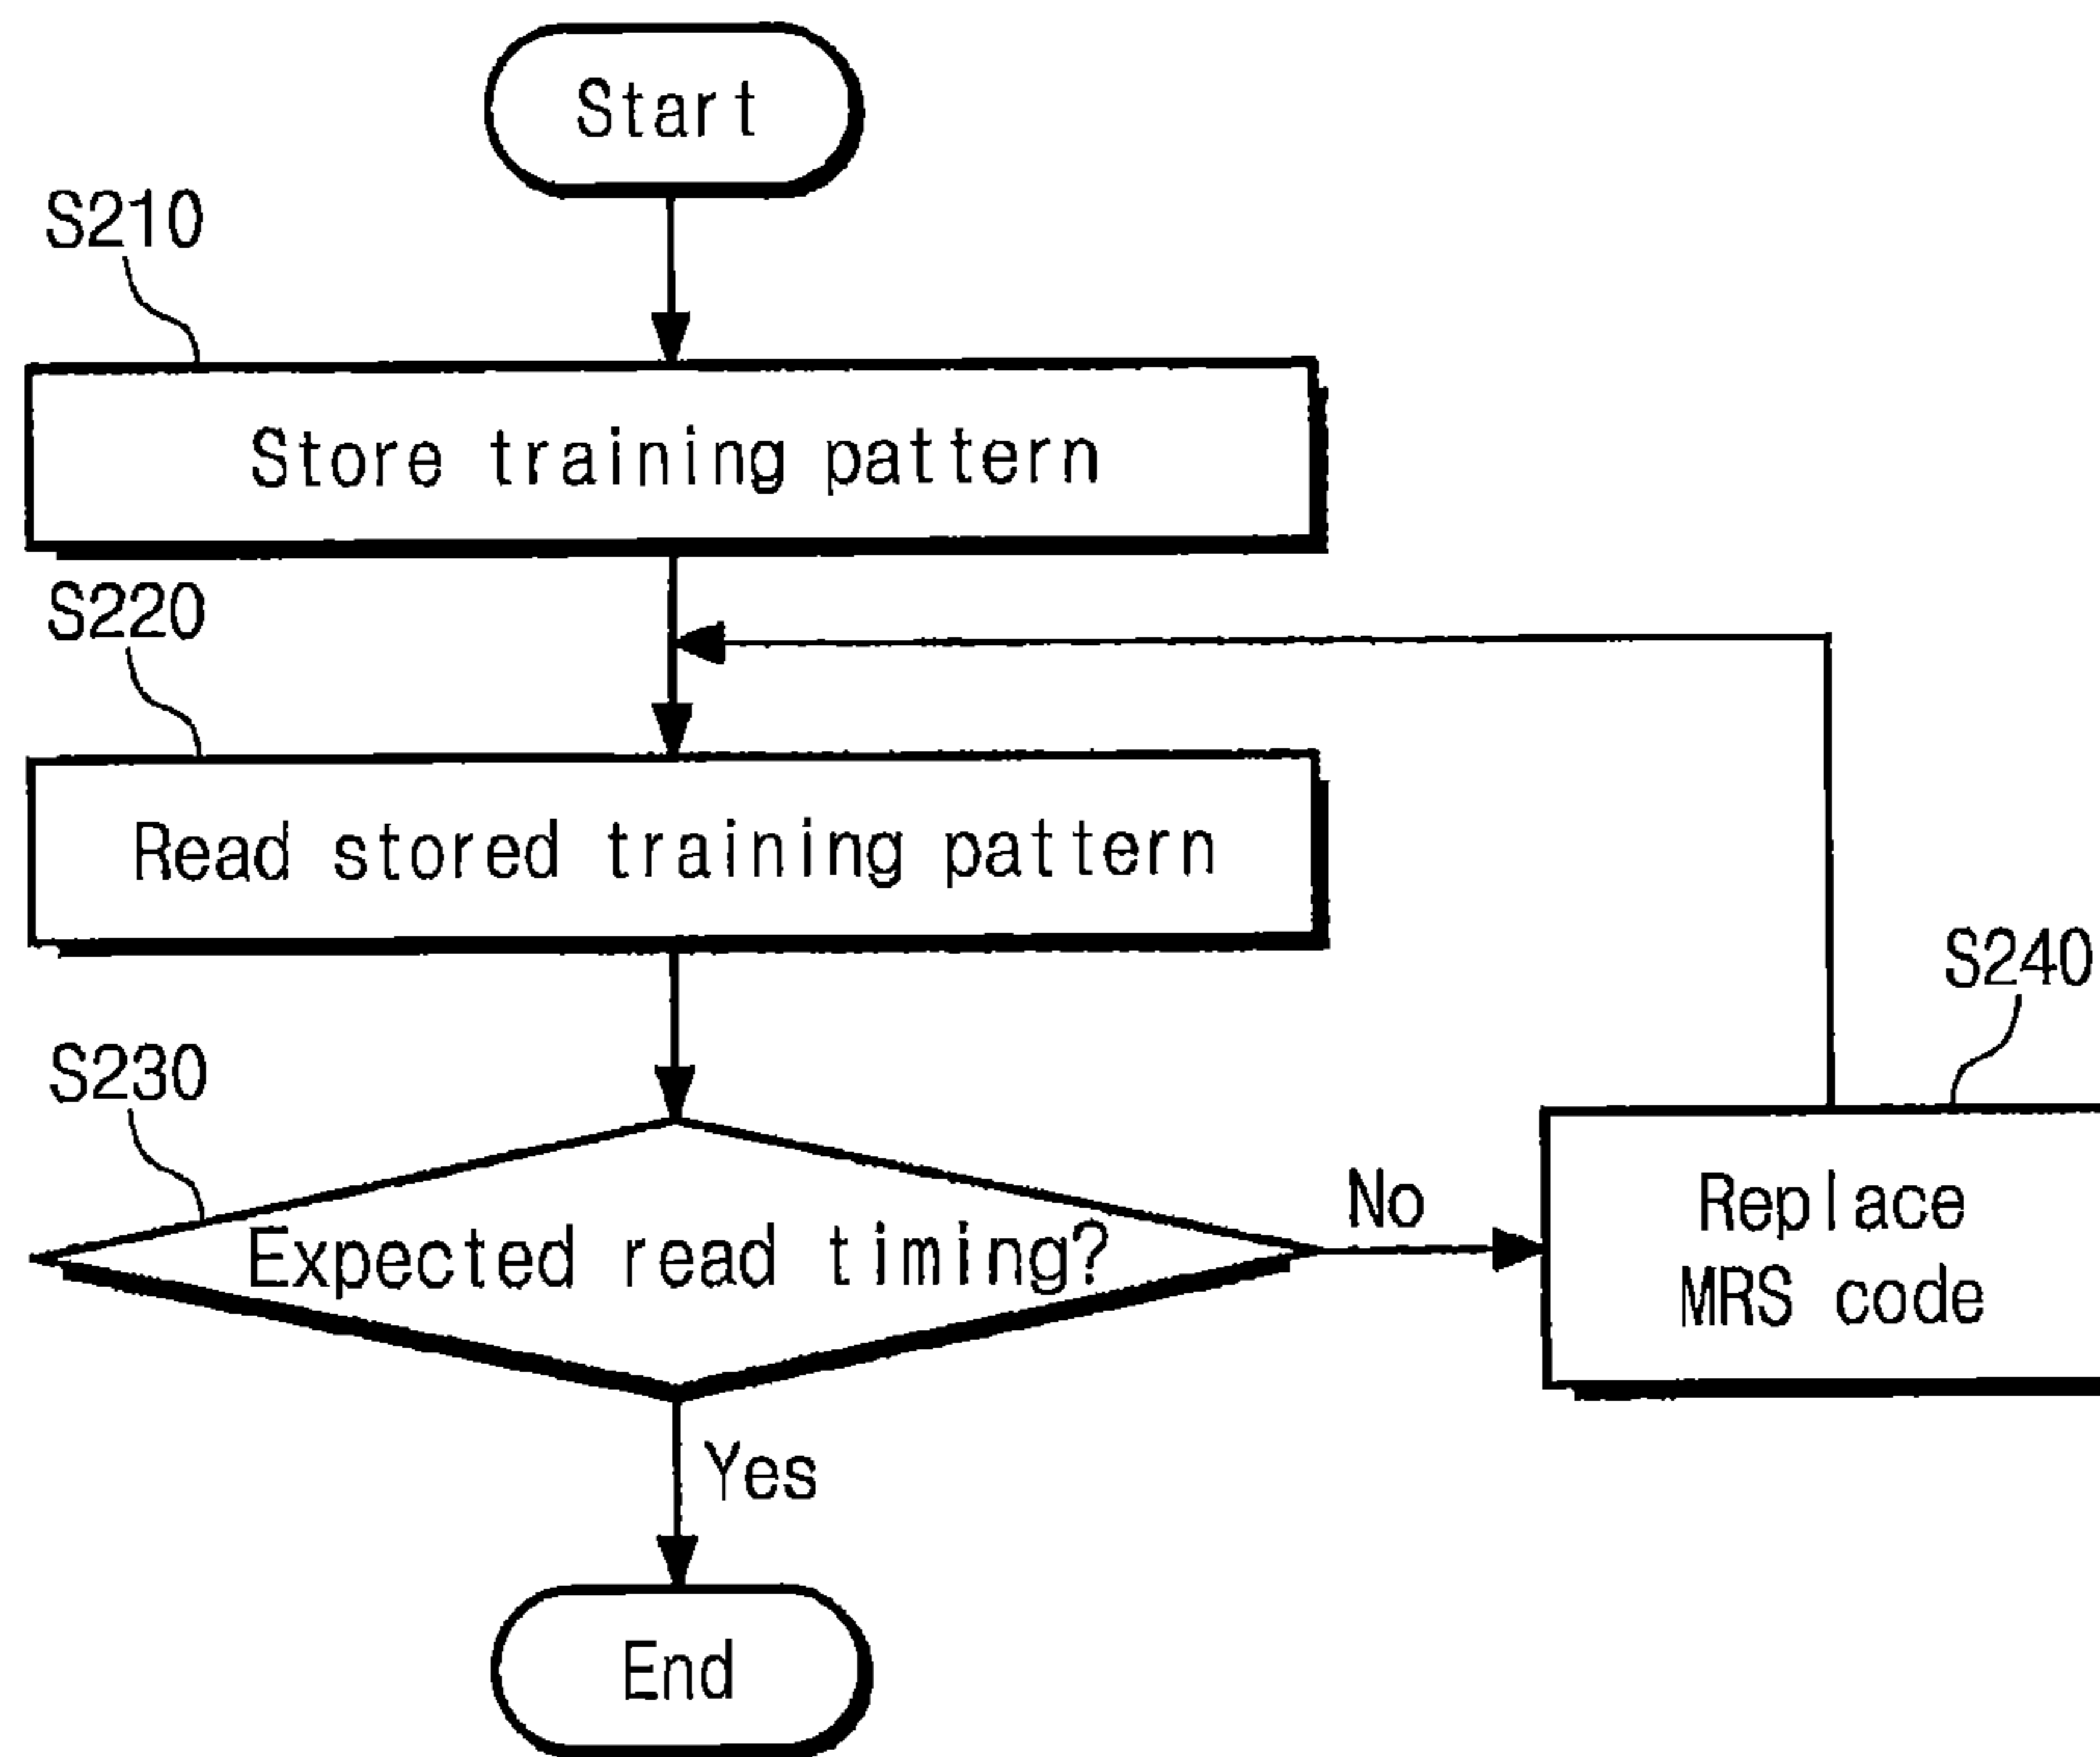 Start
S210
Store training pattern
S220
Read stored training pattern
S240
S230
Expected read timing?
No
Replace
MRS code
Yes
End